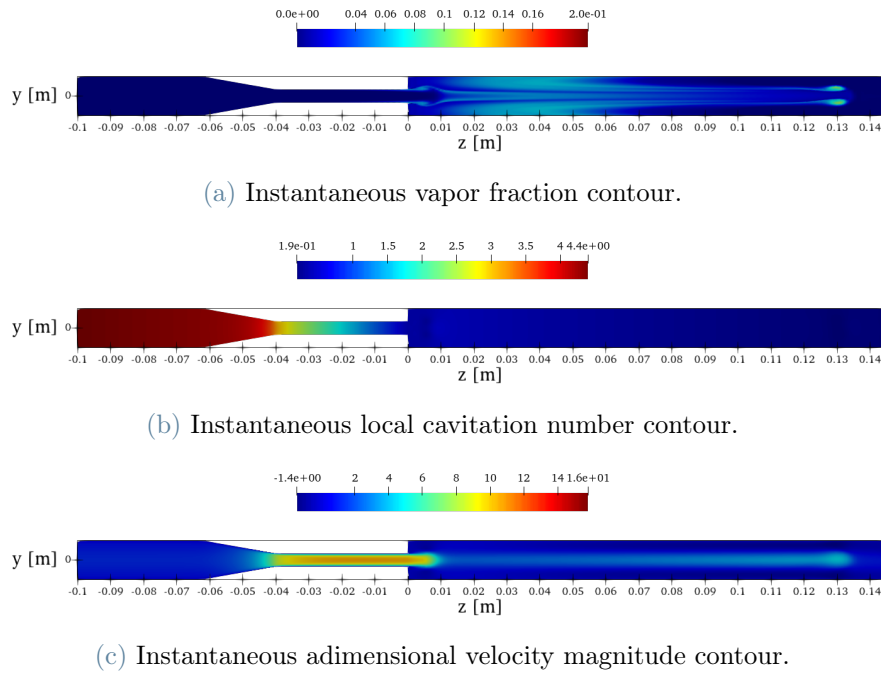 0.0e+00 0.04 0.06 0.08 0.1 0.12 0.14 0.16 2.0e-01
y [m] 0
-0.1 -0.09 -0.08 -0.07 -0.06 -0.05 -0.04 -0.03 -0.02 -0.01 0 0.01 0.02 0.03 0.04 0.05 0.06 0.07 0.08 0.09 0.1 0.11 0.12 0.13 0.14
z [m]
(a) Instantaneous vapor fraction contour.
1.9e-01 1 1.5 2 2.5 3 3.5 4 4.4e+00
y [m] 0
-0.1 -0.09 -0.08 -0.07 -0.06 -0.05 -0.04 -0.03 -0.02 -0.01 0 0.01 0.02 0.03 0.04 0.05 0.06 0.07 0.08 0.09 0.1 0.11 0.12 0.13 0.14
z [m]
(b) Instantaneous local cavitation number contour.
-1.4e+00 2 4 6 8 10 12 14 1.6e+01
y [m] 0
-0.1 -0.09 -0.08 -0.07 -0.06 -0.05 -0.04 -0.03 -0.02 -0.01 0 0.01 0.02 0.03 0.04 0.05 0.06 0.07 0.08 0.09 0.1 0.11 0.12 0.13 0.14
z [m]
(c) Instantaneous adimensional velocity magnitude contour.